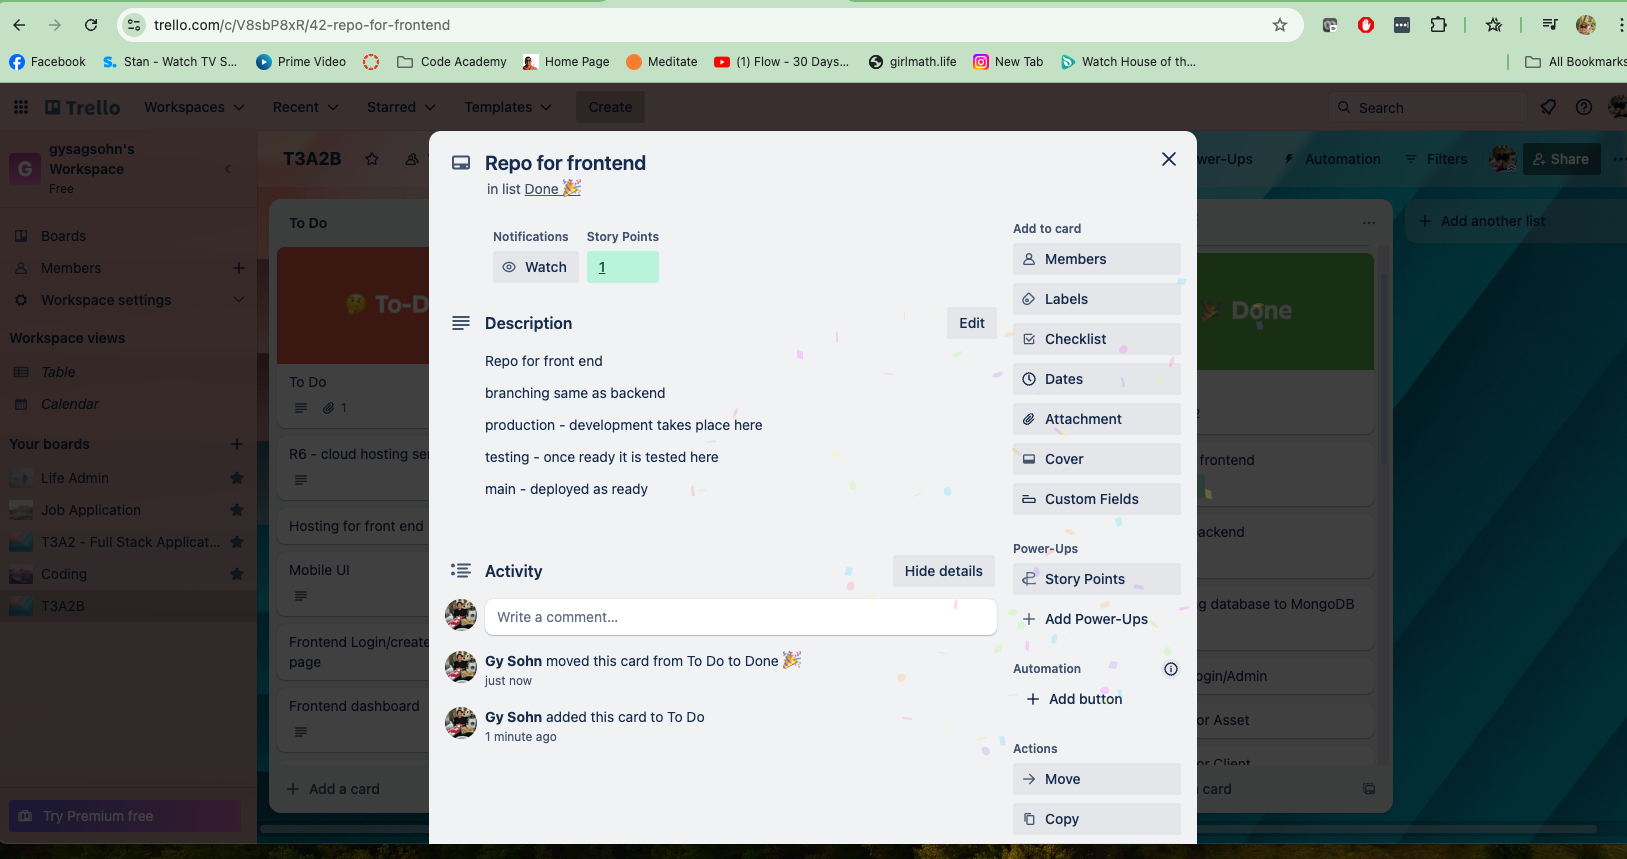 trello.com/c/V8sbP8xR/42-repo-for-frontend
Facebook
Stan - Watch TV S...
Prime Video
Code Academy
Home Page
Meditate
(1) Flow - 30 Days...
girlmath.life
New Tab
Watch House of th...
All Bookmarks
Trello
Workspaces
Recent
Starred
Templates
Create
Search
G
gysagsohn's
Workspace
Free
T3A2B
wer-Ups
Automation
Filters
Share
Boards
Members
Workspace settings
Workspace views
Table
Calendar
Your boards
Life Admin
Job Application
T3A2 - Full Stack Applicat...
Coding
T3A2B
Try Premium free
To Do
To-D
To Do
1
R6 - cloud hosting se
Hosting for front end
Mobile UI
Frontend Login/create
page
Frontend dashboard
Add a card
Repo for frontend
in list Done 🎉
Notifications
Story Points
Watch
1
Description
Edit
Repo for front end
branching same as backend
production - development takes place here
testing - once ready it is tested here
main - deployed as ready
Activity
Hide details
Write a comment...
Gy Sohn moved this card from To Do to Done 🎉
just now
Gy Sohn added this card to To Do
1 minute ago
Add to card
Members
Labels
Checklist
Dates
Attachment
Cover
Custom Fields
Power-Ups
Story Points
Add Power-Ups
Automation
Add button
Actions
Move
Copy
Done
2
frontend
ackend
g database to MongoDB
ogin/Admin
or Asset
or Client
card
Add another list